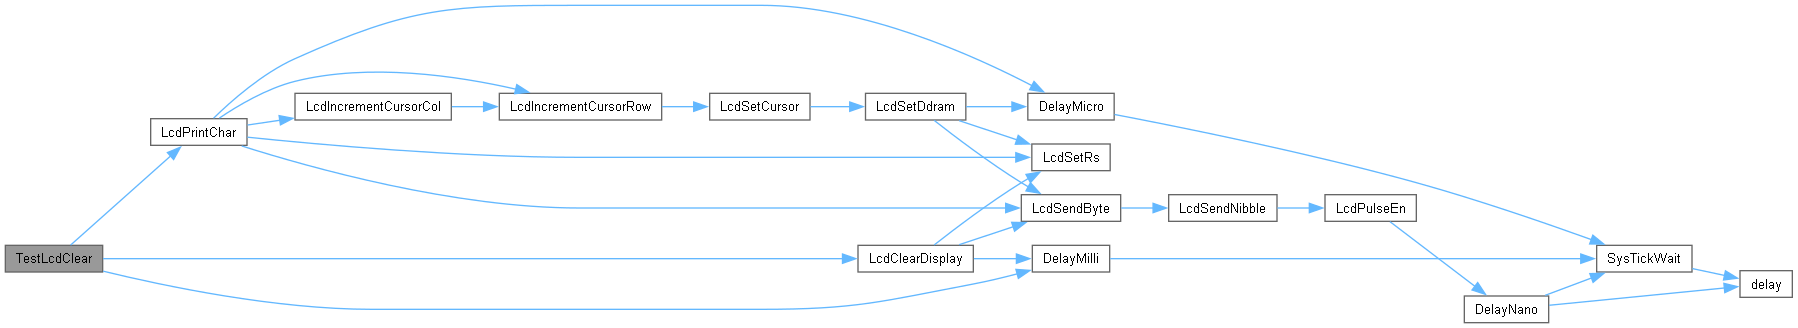 TestLcdClear
LcdPrintChar
LcdIncrementCursorCol
LcdIncrementCursorRow
LcdSetCursor
LcdSetDdram
DelayMicro
LcdSetRs
LcdSendByte
LcdSendNibble
LcdPulseEn
LcdClearDisplay
DelayMilli
SysTickWait
DelayNano
delay